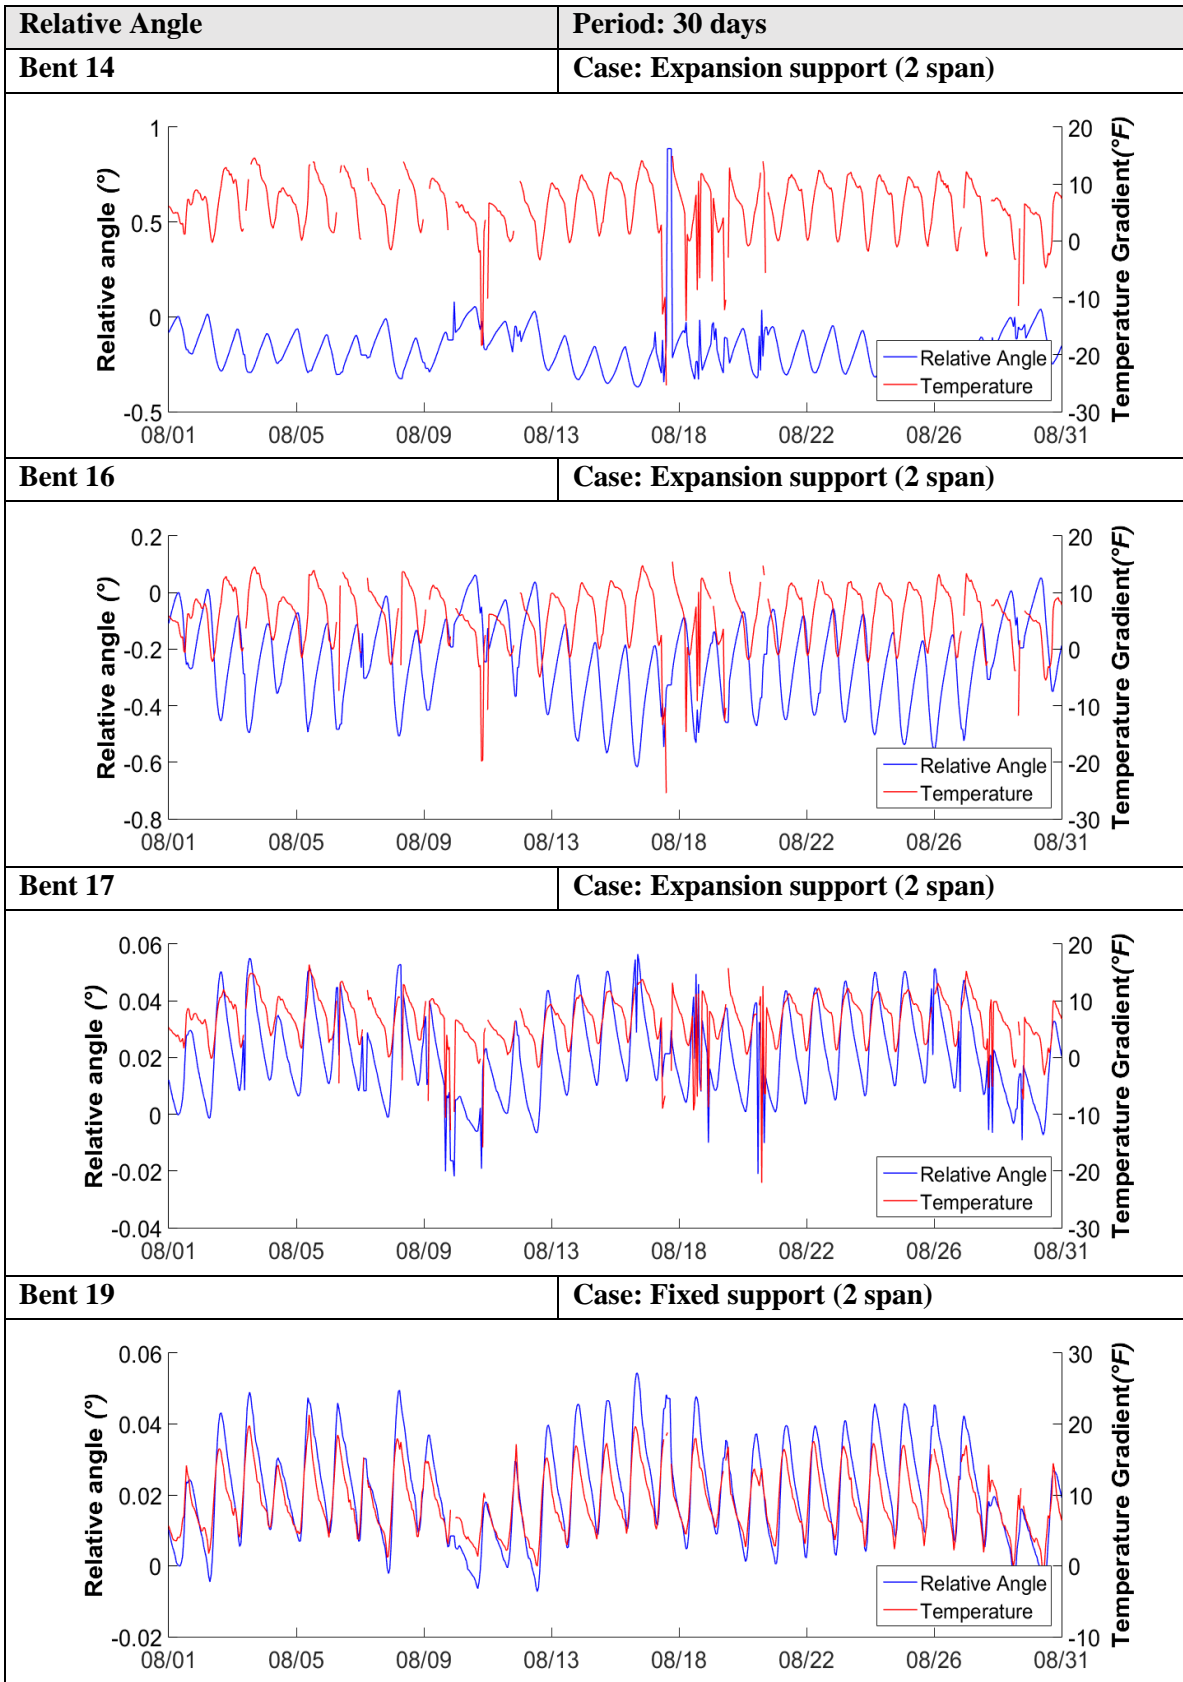 Relative Angle Period: 30 days
Bent 14 Case: Expansion support (2 span)
1 20
0.5 10
0 0
-0.5 -10
-20
-30
Relative angle (°)
Temperature Gradient(°F)
Relative Angle
Temperature
08/01 08/05 08/09 08/13 08/18 08/22 08/26 08/31
Bent 16 Case: Expansion support (2 span)
0.2 20
0 10
-0.2 0
-0.4 -10
-0.6 -20
-0.8 -30
Relative angle (°)
Temperature Gradient(°F)
Relative Angle
Temperature
08/01 08/05 08/09 08/13 08/18 08/22 08/26 08/31
Bent 17 Case: Expansion support (2 span)
0.06 20
0.04 10
0.02 0
0 -10
-0.02 -20
-0.04 -30
Relative angle (°)
Temperature Gradient(°F)
Relative Angle
Temperature
08/01 08/05 08/09 08/13 08/18 08/22 08/26 08/31
Bent 19 Case: Fixed support (2 span)
0.06 30
0.04 20
0.02 10
0 0
-0.02 -10
Relative angle (°)
Temperature Gradient(°F)
Relative Angle
Temperature
08/01 08/05 08/09 08/13 08/18 08/22 08/26 08/31